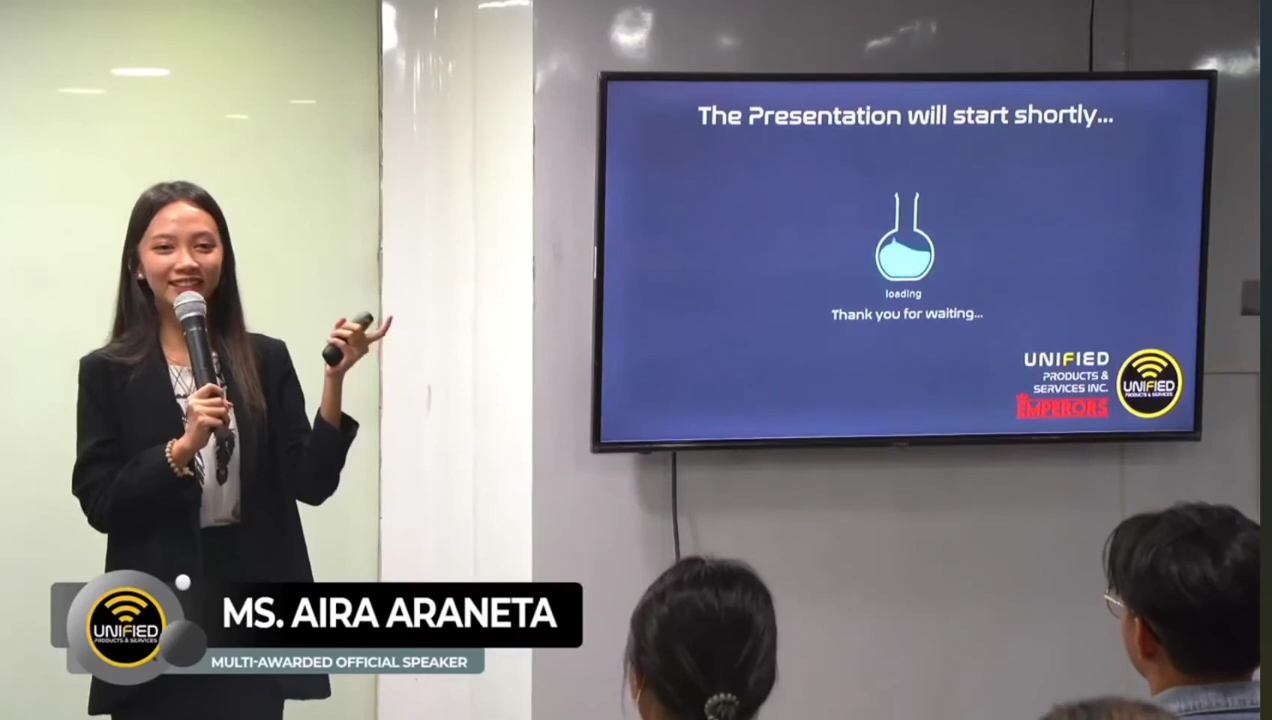 The Presentation will start shortly...
loading
Thank you for waiting...
UNIFIED
PRODUCTS &
SERVICES INC.
EMPERORS
UNIFIED
PRODUCTS & SERVICES
MS. AIRA ARANETA
MULTI-AWARDED OFFICIAL SPEAKER
UNIFIED
PRODUCTS & SERVICES